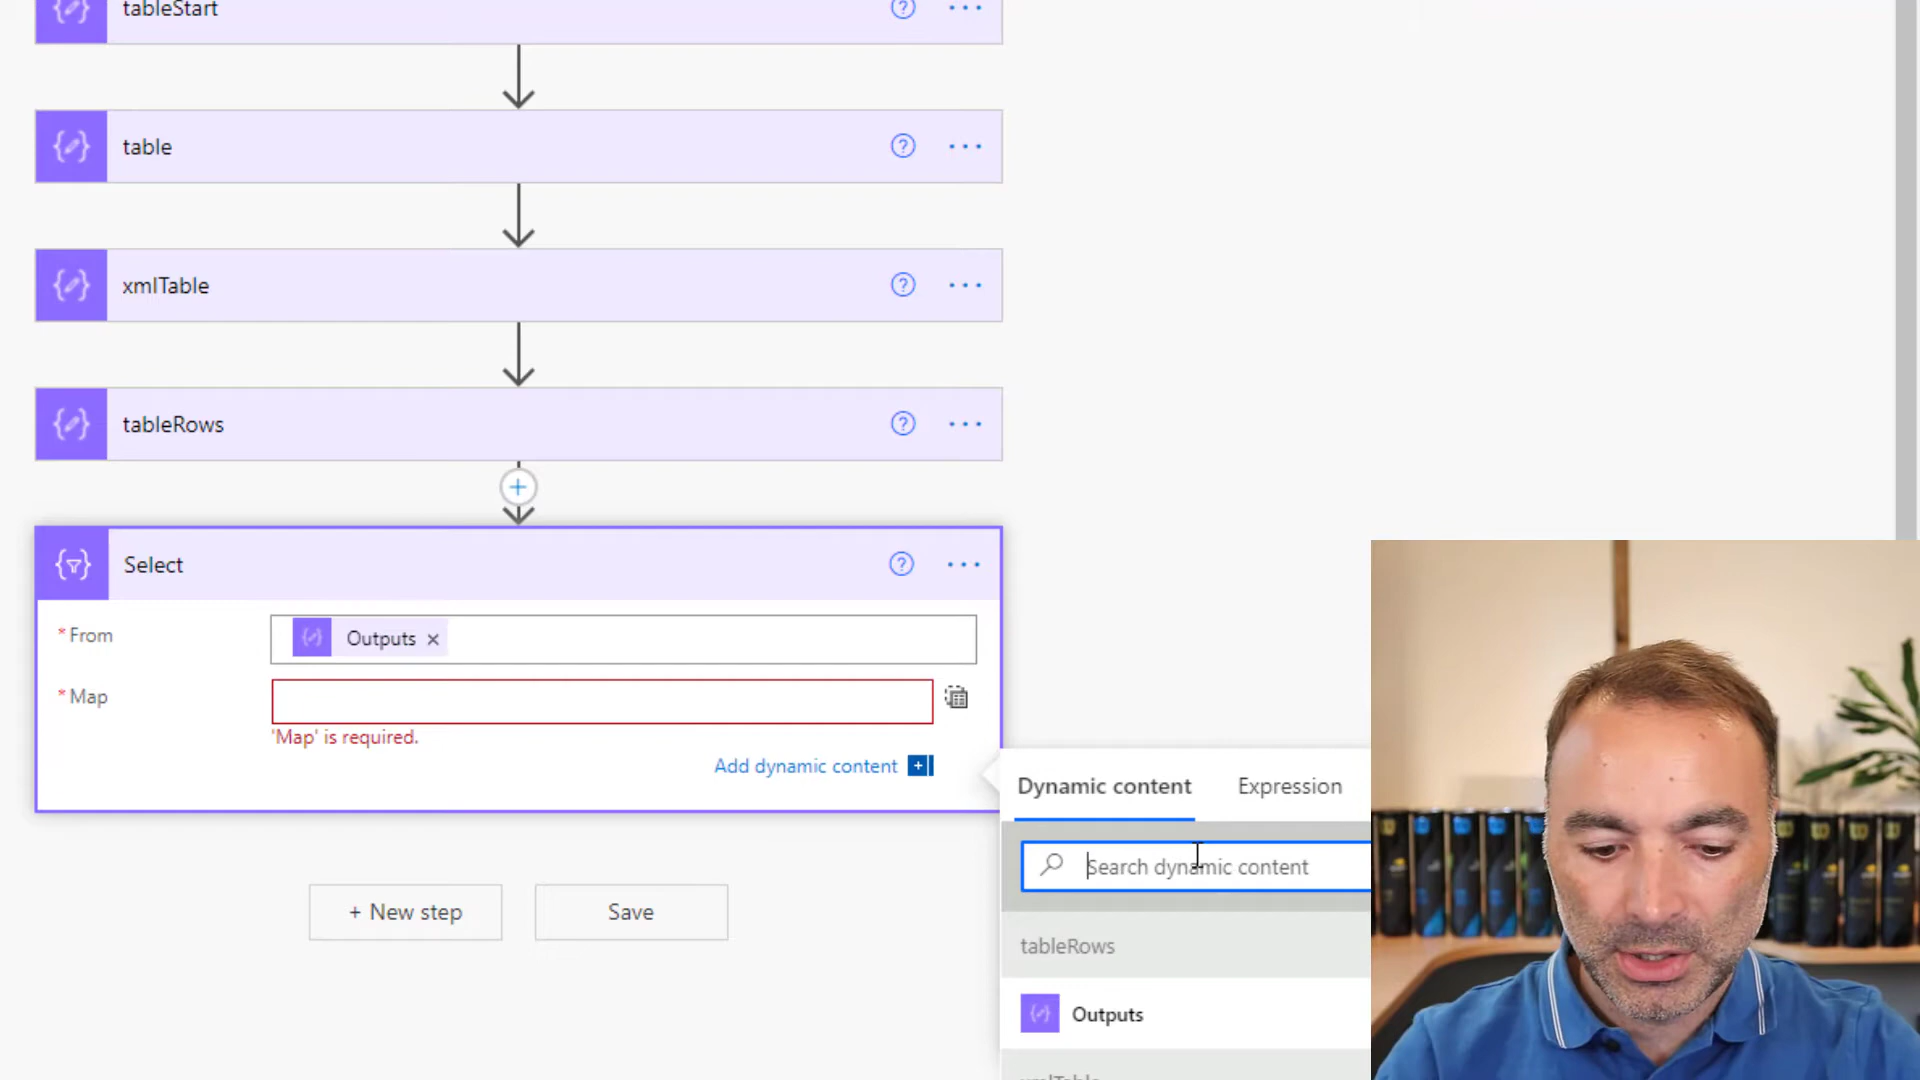 tableStart
table
xmlTable
tableRows
Select
* From
Outputs
* Map
'Map' is required.
Add dynamic content
Dynamic content
Expression
Search dynamic content
tableRows
Outputs
xmlTable
+ New step
Save